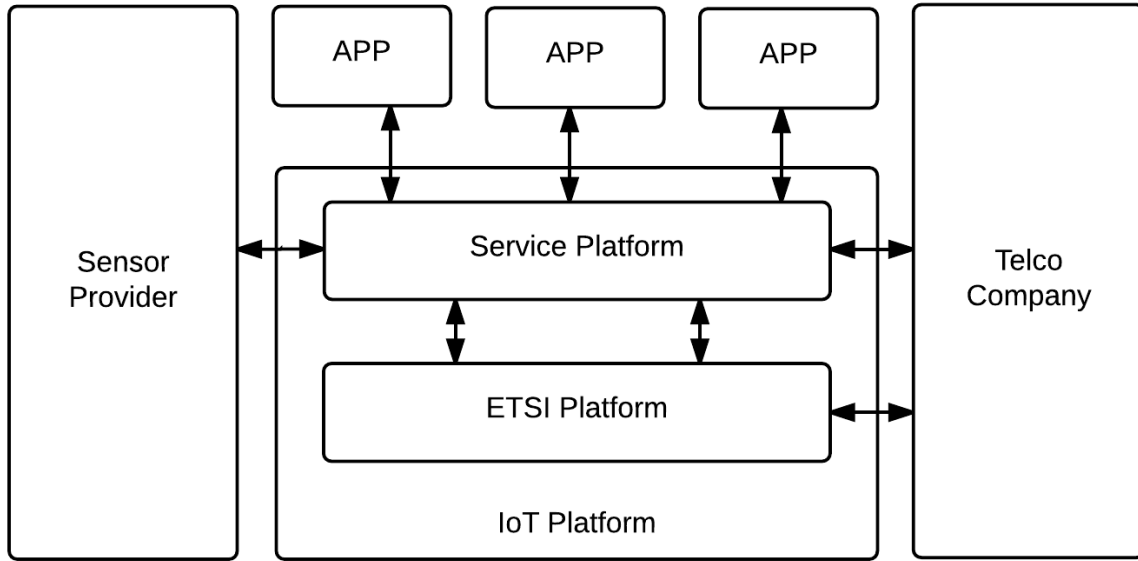 APP
APP
APP
Sensor
Provider
Service Platform
Telco
Company
ETSI Platform
IoT Platform